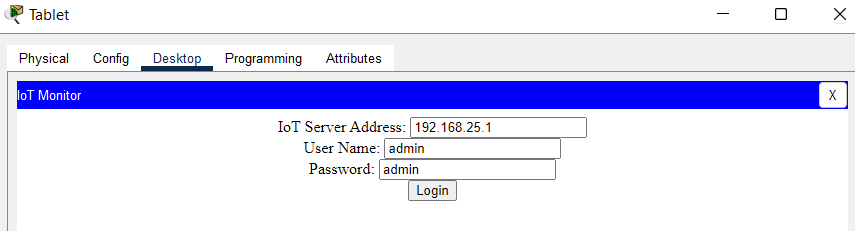 Tablet
Physical Config Desktop Programming Attributes
IoT Monitor X
IoT Server Address: 192.168.25.1
User Name: admin
Password: admin
Login